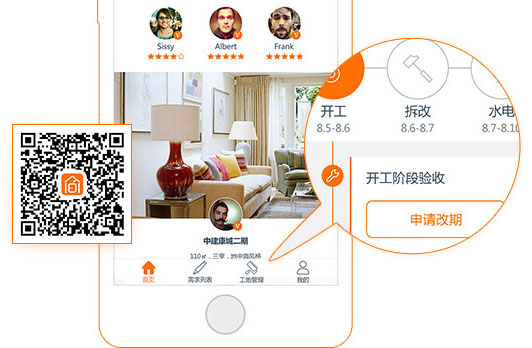 Sissy
Albert
Frank
开工
拆改
水电
8.5-8.6
8.6-8.7
8.7-8.10
开工阶段验收
申请改期
中建康城二期
110㎡，三室，地中海风格
首页
需求列表
工地管理
我的